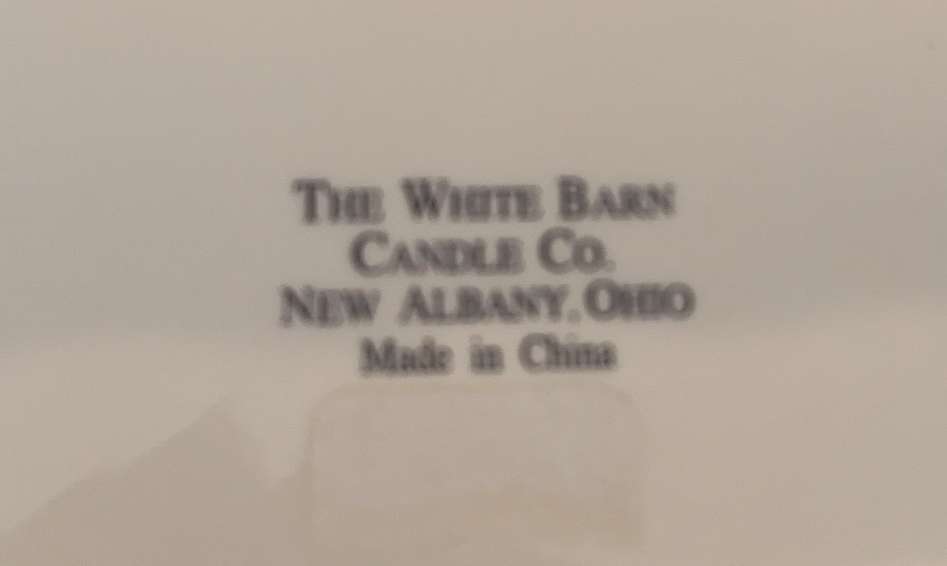 THE WHITE BARN
CANDLE CO.
NEW ALBANY, OHIO
Made in China